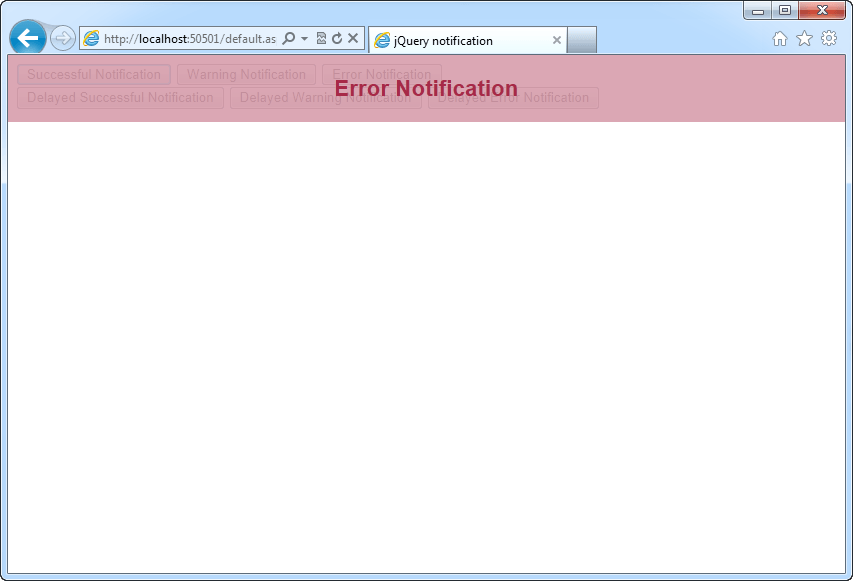 http://localhost:50501/default.as
jQuery notification
Successful Notification Warning Notification Error Notification
Error Notification
Delayed Successful Notification Delayed Warning Notification Delayed Error Notification